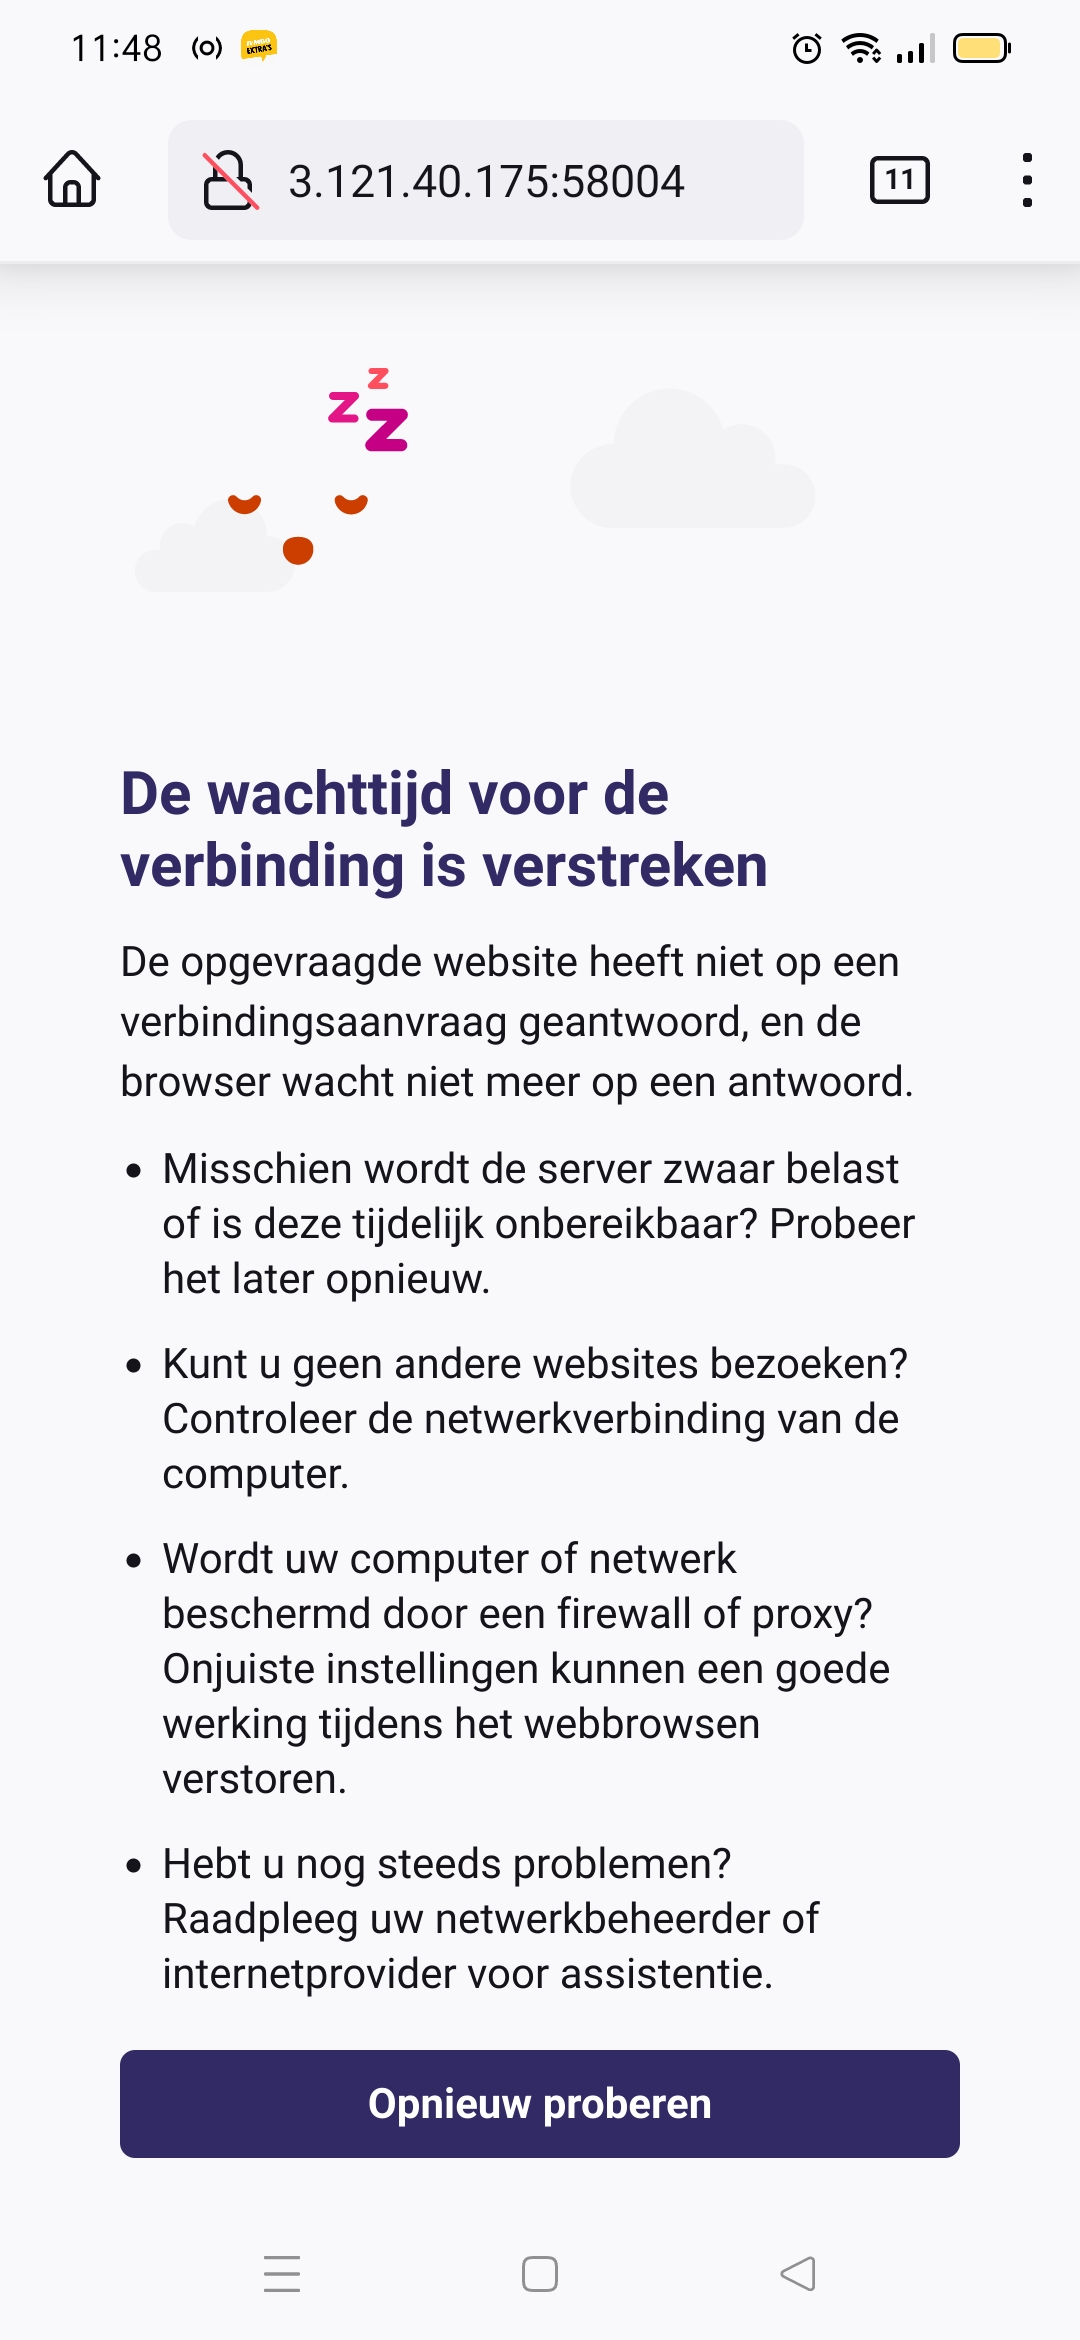 11:48
EXTRA'S
3.121.40.175:58004
11
z
z
z
De wachttijd voor de
verbinding is verstreken
De opgevraagde website heeft niet op een
verbindingsaanvraag geantwoord, en de
browser wacht niet meer op een antwoord.
• Misschien wordt de server zwaar belast
of is deze tijdelijk onbereikbaar? Probeer
het later opnieuw.
• Kunt u geen andere websites bezoeken?
Controleer de netwerkverbinding van de
computer.
• Wordt uw computer of netwerk
beschermd door een firewall of proxy?
Onjuiste instellingen kunnen een goede
werking tijdens het webbrowsen
verstoren.
• Hebt u nog steeds problemen?
Raadpleeg uw netwerkbeheerder of
internetprovider voor assistentie.
Opnieuw proberen